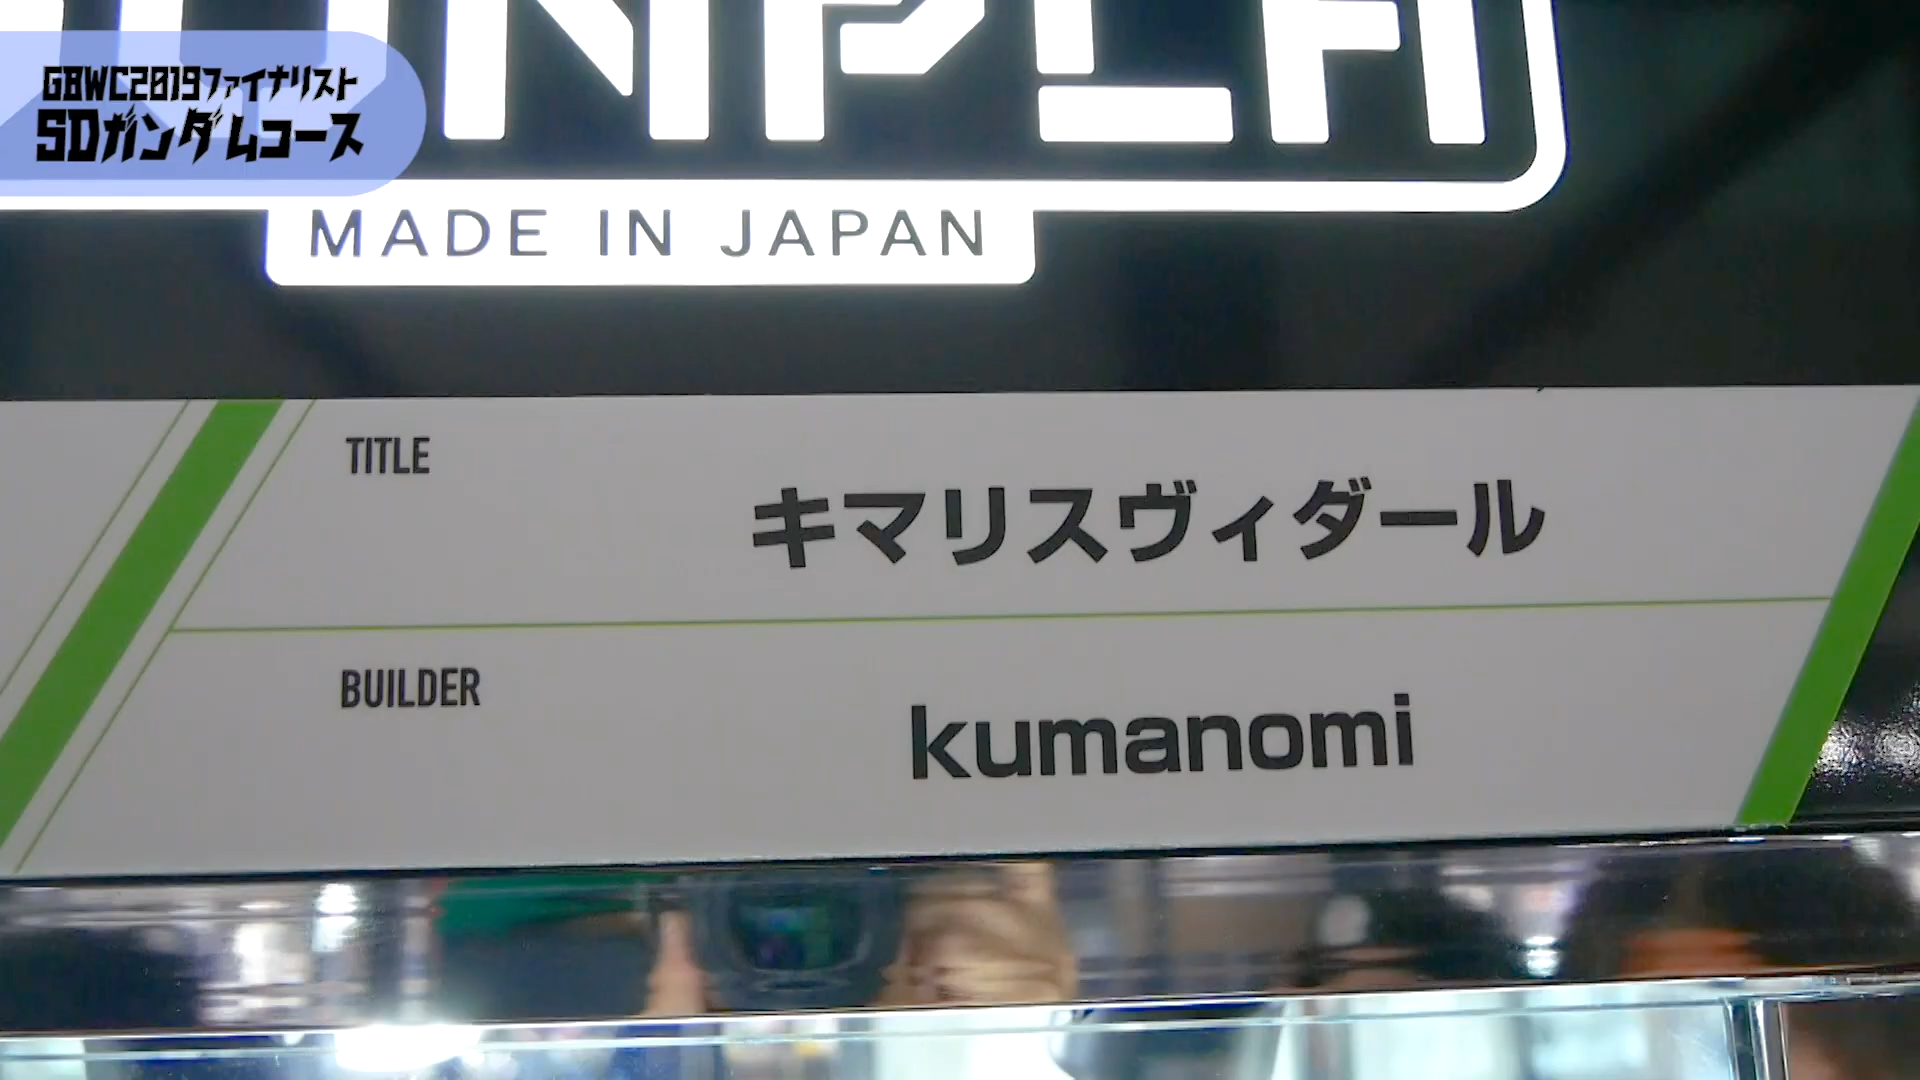 GBWC2019ファイナリスト
SDガンダムコース
GUNPLA
MADE IN JAPAN
TITLE
キマリスヴィダール
BUILDER
kumanomi